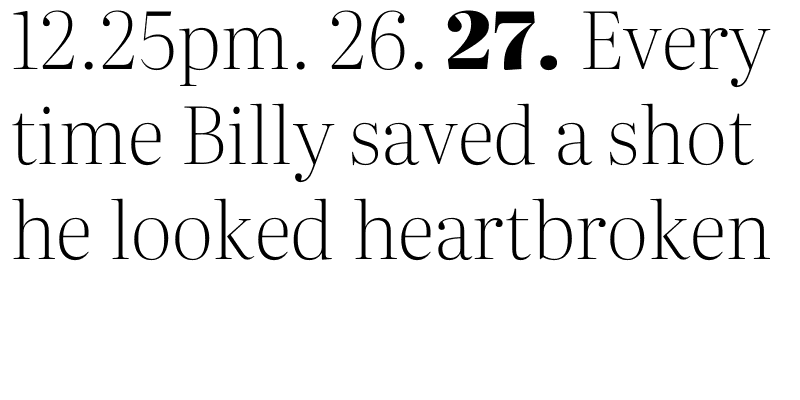 12.25pm. 26. 27. Every
time Billy saved a shot
he looked heartbroken